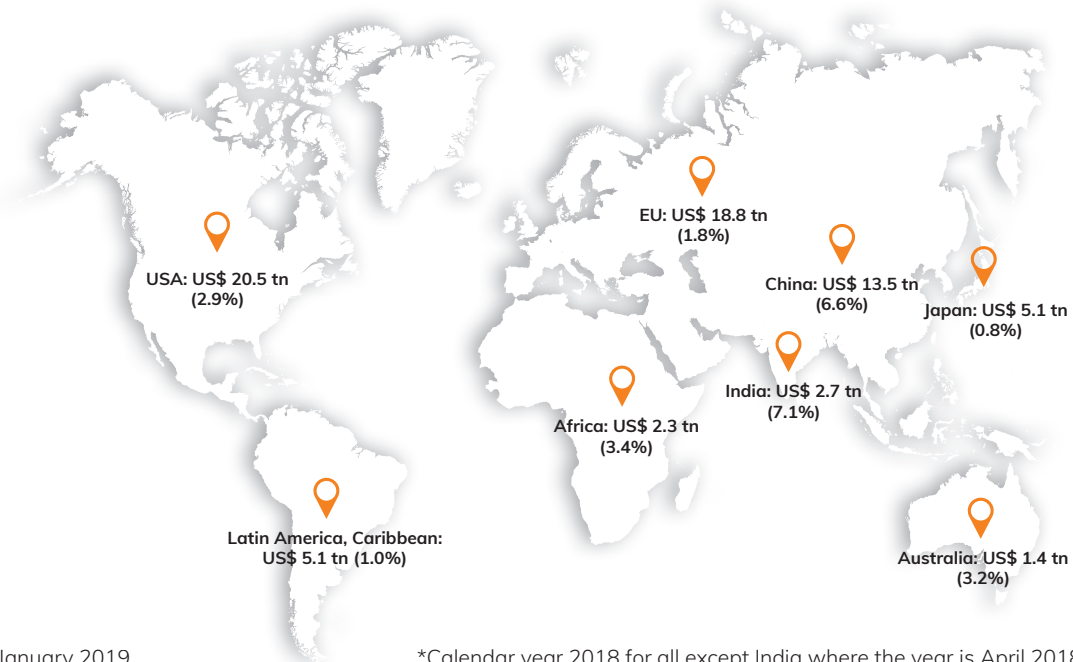 EU: US$ 18.8 tn
(1.8%)
USA: US$ 20.5 tn
(2.9%)
China: US$ 13.5 tn
(6.6%)
Japan: US$ 5.1 tn
(0.8%)
India: US$ 2.7 tn
(7.1%)
Africa: US$ 2.3 tn
(3.4%)
Latin America, Caribbean:
US$ 5.1 tn (1.0%)
Australia: US$ 1.4 tn
(3.2%)
January 2019
*Calendar year 2018 for all except India where the year is April 2018